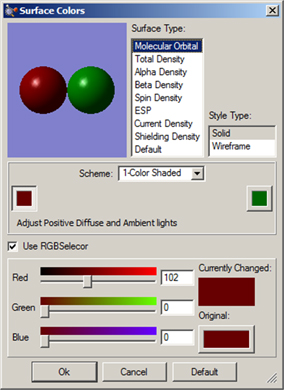 Surface Colors
Surface Type:
Molecular Orbital
Total Density
Alpha Density
Beta Density
Spin Density
ESP
Current Density
Shielding Density
Default
Style Type:
Solid
Wireframe
Scheme: 1-Color Shaded
Adjust Positive Diffuse and Ambient lights
Use RGBSelecor
Red 102
Green 0
Blue 0
Currently Changed:
Original:
Ok Cancel Default